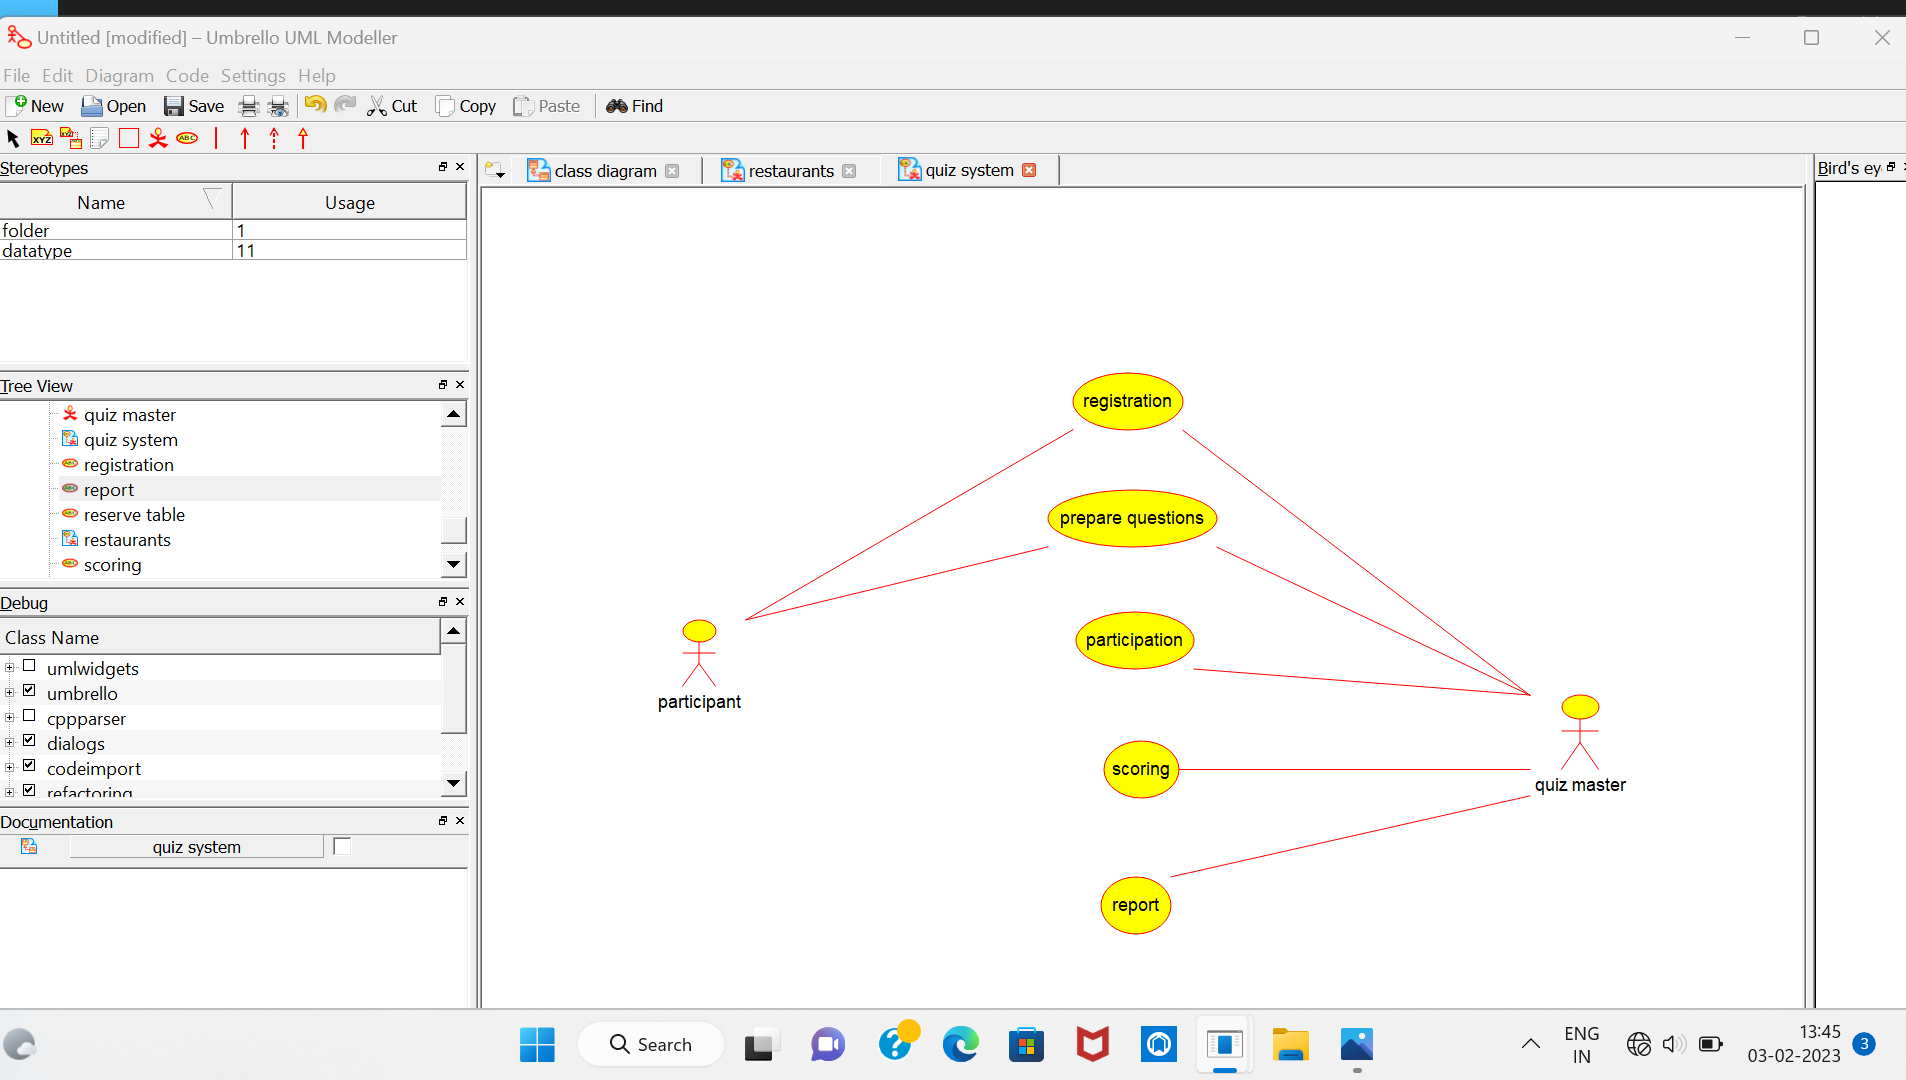 Untitled [modified] – Umbrello UML Modeller
File Edit Diagram Code Settings Help
New Open Save Cut Copy Paste Find
XYZ XYZ ABC
Stereotypes
Name Usage
folder 1
datatype 11
Tree View
quiz master
quiz system
registration
report
reserve table
restaurants
scoring
Debug
Class Name
umlwidgets
umbrello
cppparser
dialogs
codeimport
refactoring
Documentation
quiz system
class diagram restaurants quiz system
registration
prepare questions
participation
participant
scoring
quiz master
report
Bird's ey
Search
ENG
IN
13:45
03-02-2023
3